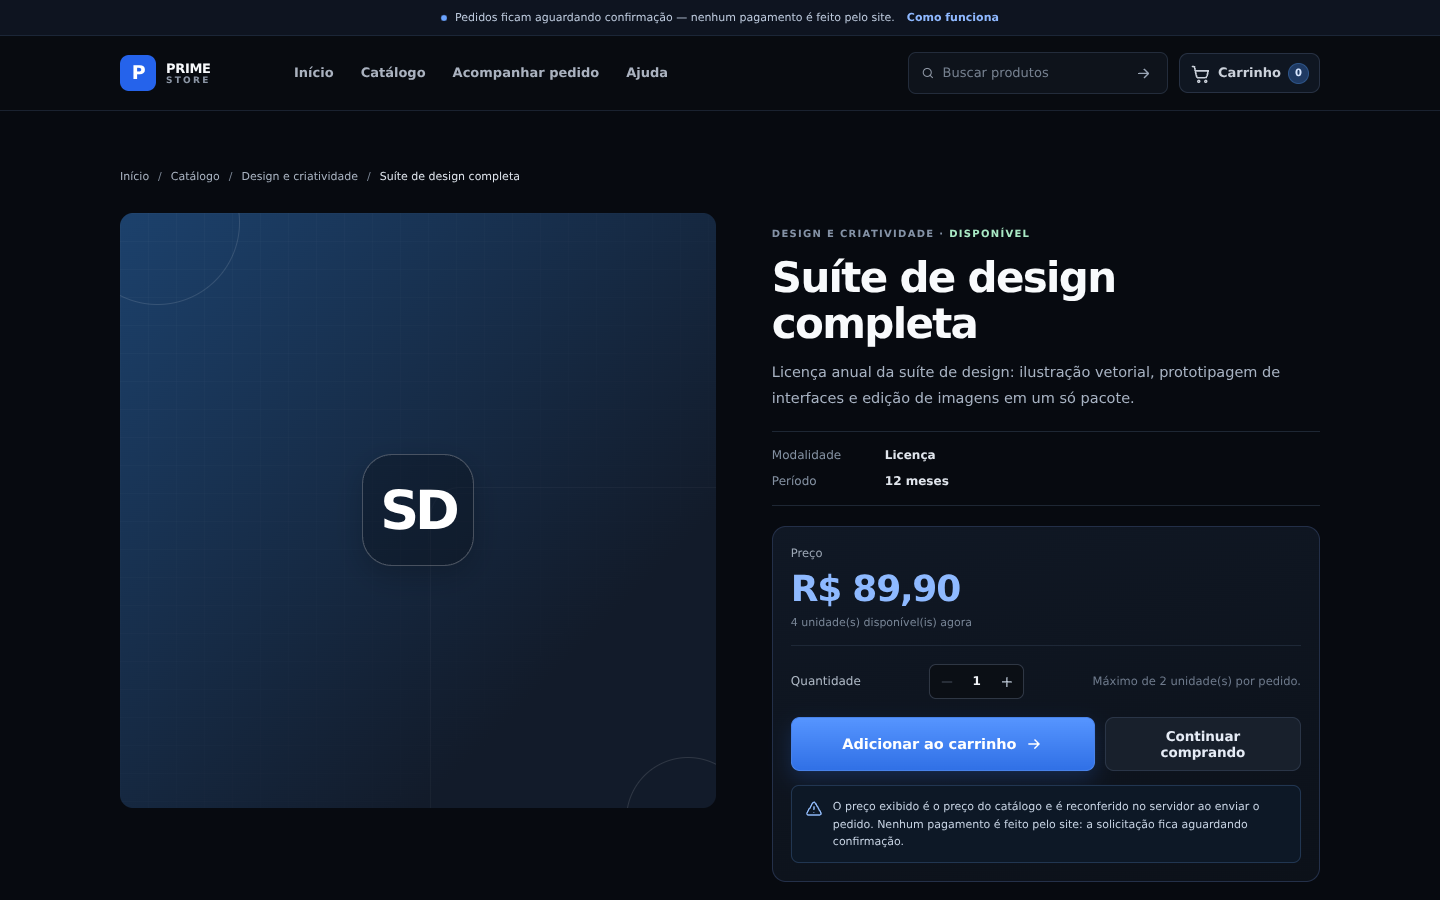 Pedidos ficam aguardando confirmação — nenhum pagamento é feito pelo site. Como funciona
P PRIME STORE
Início Catálogo Acompanhar pedido Ajuda
Buscar produtos
Carrinho 0
Início / Catálogo / Design e criatividade / Suíte de design completa
SD
DESIGN E CRIATIVIDADE · DISPONÍVEL
Suíte de design
completa
Licença anual da suíte de design: ilustração vetorial, prototipagem de
interfaces e edição de imagens em um só pacote.
Modalidade Licença
Período 12 meses
Preço
R$ 89,90
4 unidade(s) disponível(is) agora
Quantidade − 1 + Máximo de 2 unidade(s) por pedido.
Adicionar ao carrinho →
Continuar
comprando
O preço exibido é o preço do catálogo e é reconferido no servidor ao enviar o
pedido. Nenhum pagamento é feito pelo site: a solicitação fica aguardando
confirmação.